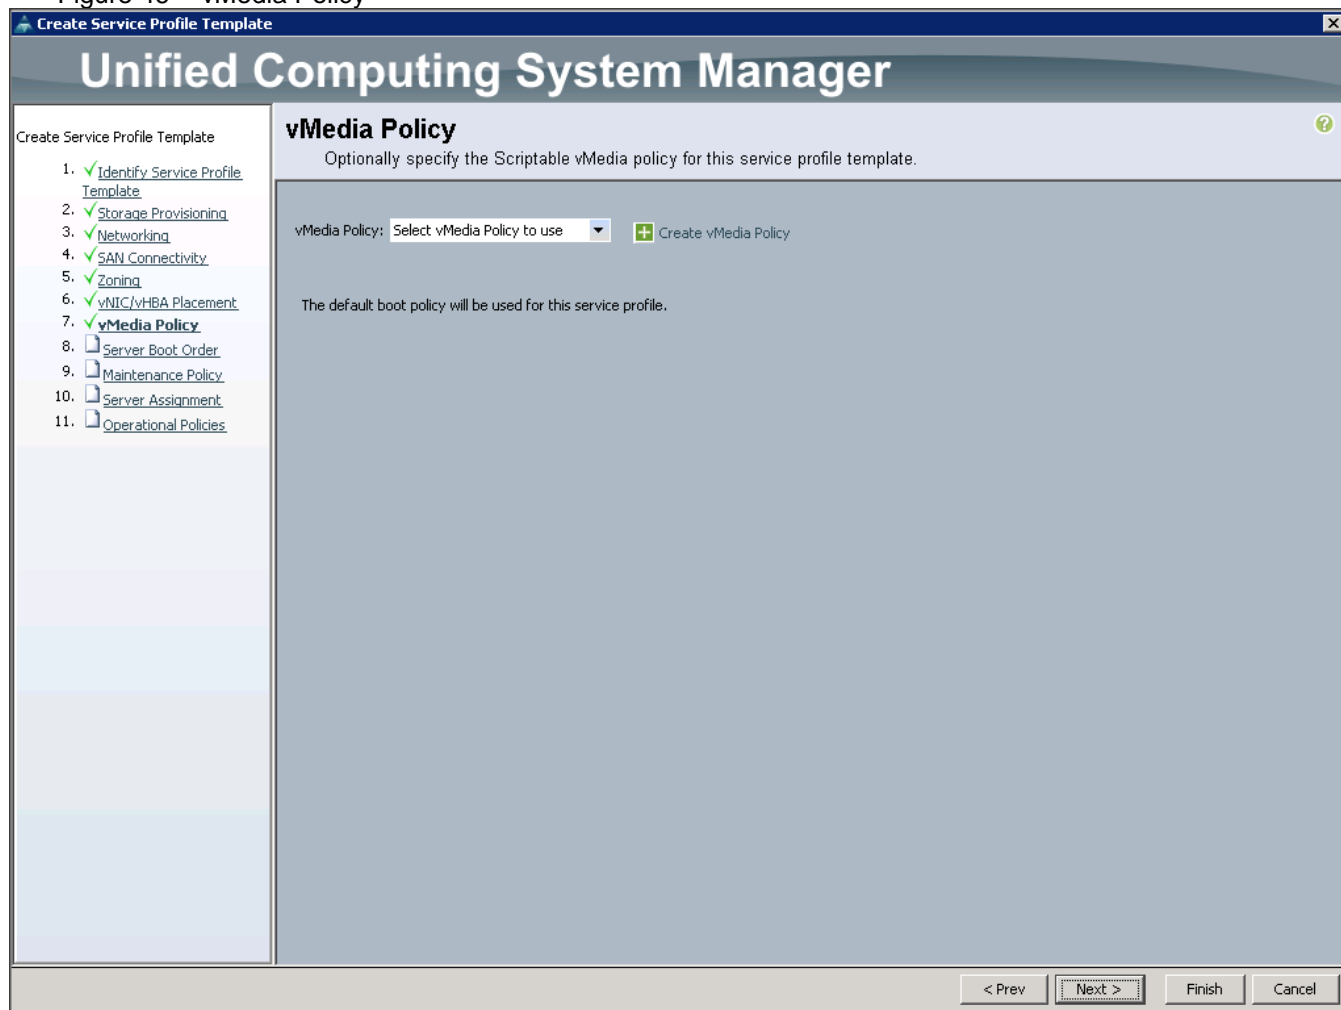 vMedia Policy
Create Service Profile Template
Unified Computing System Manager
Create Service Profile Template
1. Identify Service Profile
Template
2. Storage Provisioning
3. Networking
4. SAN Connectivity
5. Zoning
6. vNIC/vHBA Placement
7. vMedia Policy
8. Server Boot Order
9. Maintenance Policy
10. Server Assignment
11. Operational Policies
vMedia Policy
Optionally specify the Scriptable vMedia policy for this service profile template.
vMedia Policy: Select vMedia Policy to use Create vMedia Policy
The default boot policy will be used for this service profile.
< Prev Next > Finish Cancel